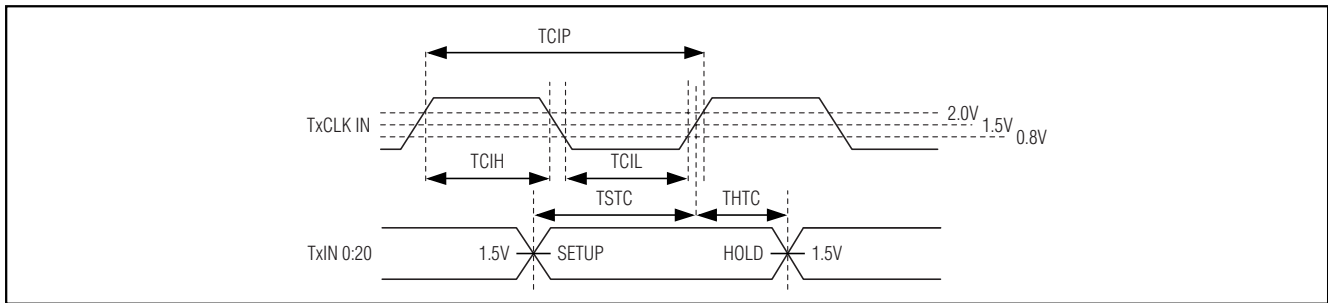 TCIP
TxCLK IN
2.0V
1.5V
0.8V
TCIH
TCIL
TSTC
THTC
TxIN 0:20
1.5V
SETUP
HOLD
1.5V